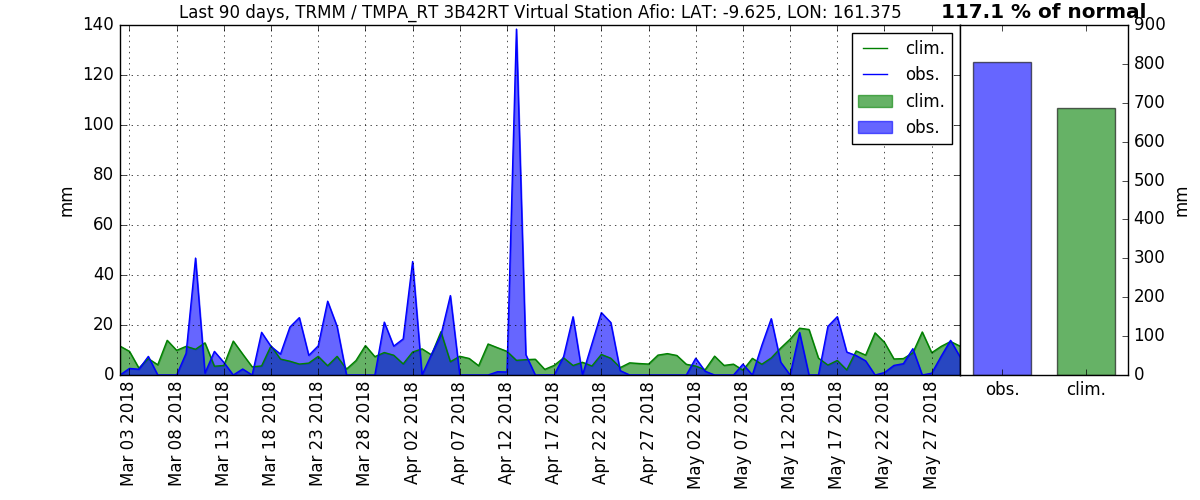 Last 90 days, TRMM / TMPA_RT 3B42RT Virtual Station Afio: LAT: -9.625, LON: 161.375
117.1 % of normal
140
120
100
80
60
40
20
0
mm
clim.
obs.
clim.
obs.
Mar 03 2018
Mar 08 2018
Mar 13 2018
Mar 18 2018
Mar 23 2018
Mar 28 2018
Apr 02 2018
Apr 07 2018
Apr 12 2018
Apr 17 2018
Apr 22 2018
Apr 27 2018
May 02 2018
May 07 2018
May 12 2018
May 17 2018
May 22 2018
May 27 2018
900
800
700
600
500
400
300
200
100
0
mm
obs.
clim.